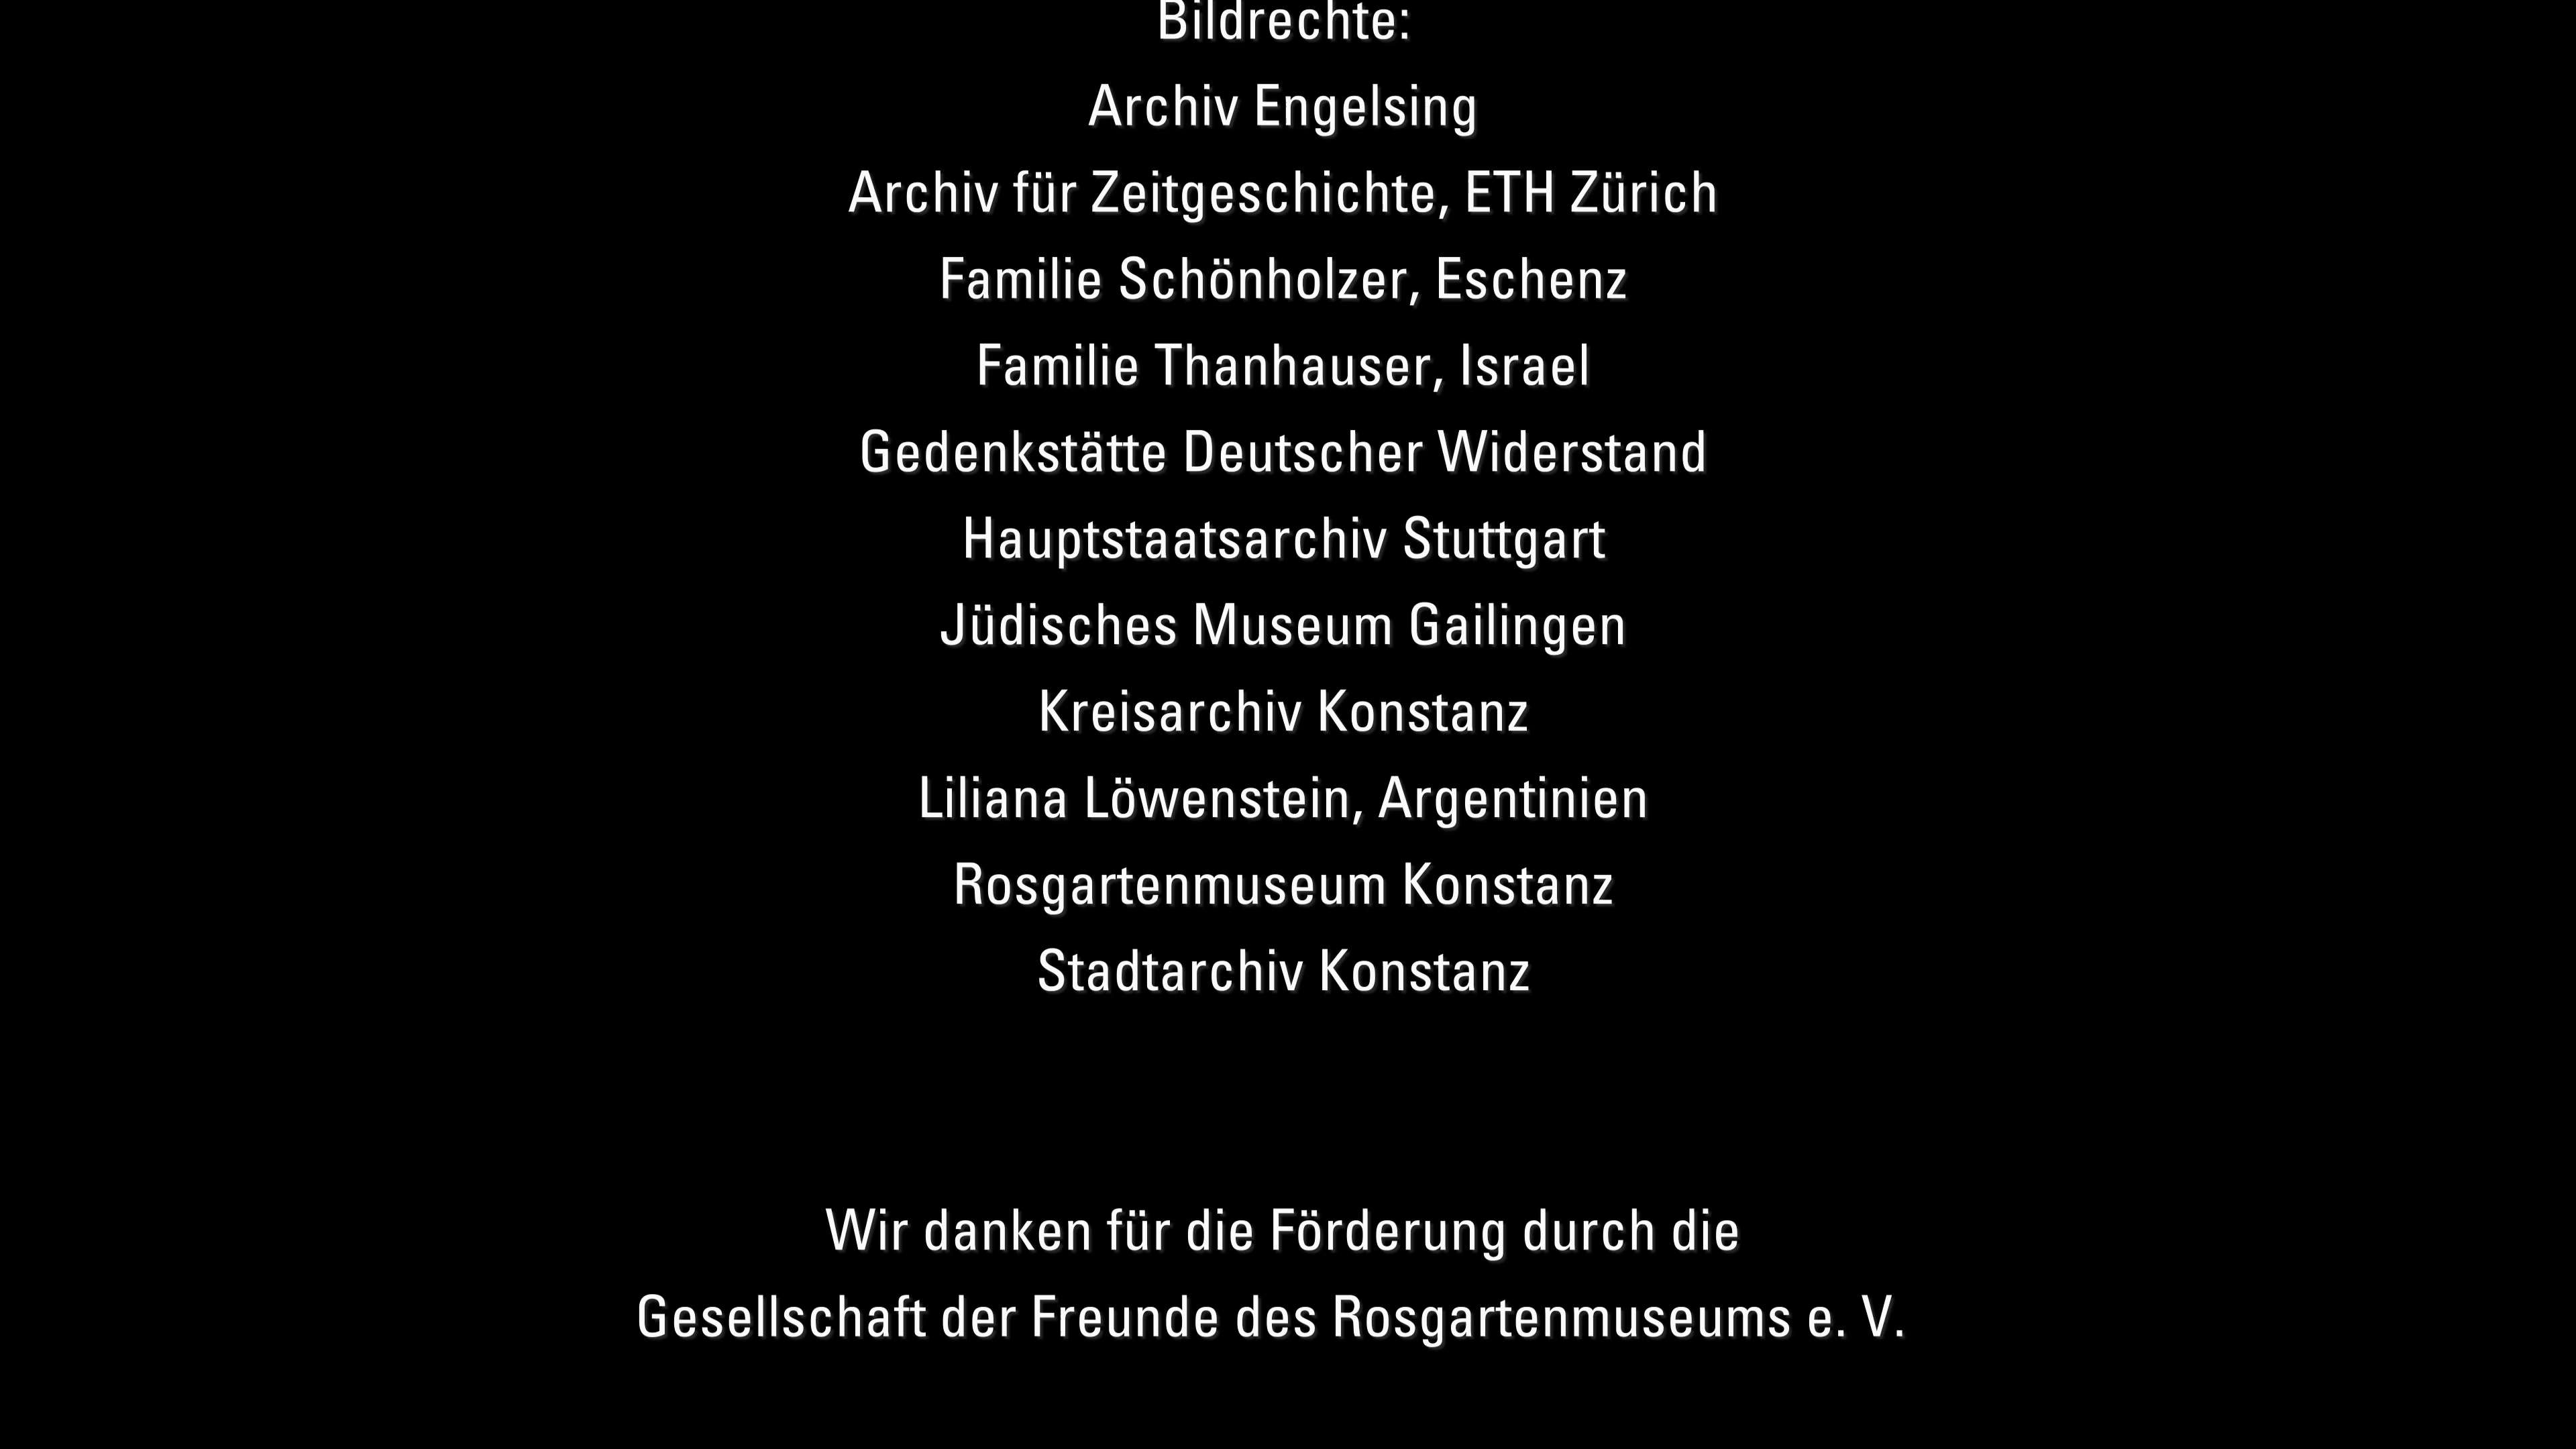 Bildrechte:
Archiv Engelsing
Archiv für Zeitgeschichte, ETH Zürich
Familie Schönholzer, Eschenz
Familie Thanhauser, Israel
Gedenkstätte Deutscher Widerstand
Hauptstaatsarchiv Stuttgart
Jüdisches Museum Gailingen
Kreisarchiv Konstanz
Liliana Löwenstein, Argentinien
Rosgartenmuseum Konstanz
Stadtarchiv Konstanz
Wir danken für die Förderung durch die
Gesellschaft der Freunde des Rosgartenmuseums e. V.